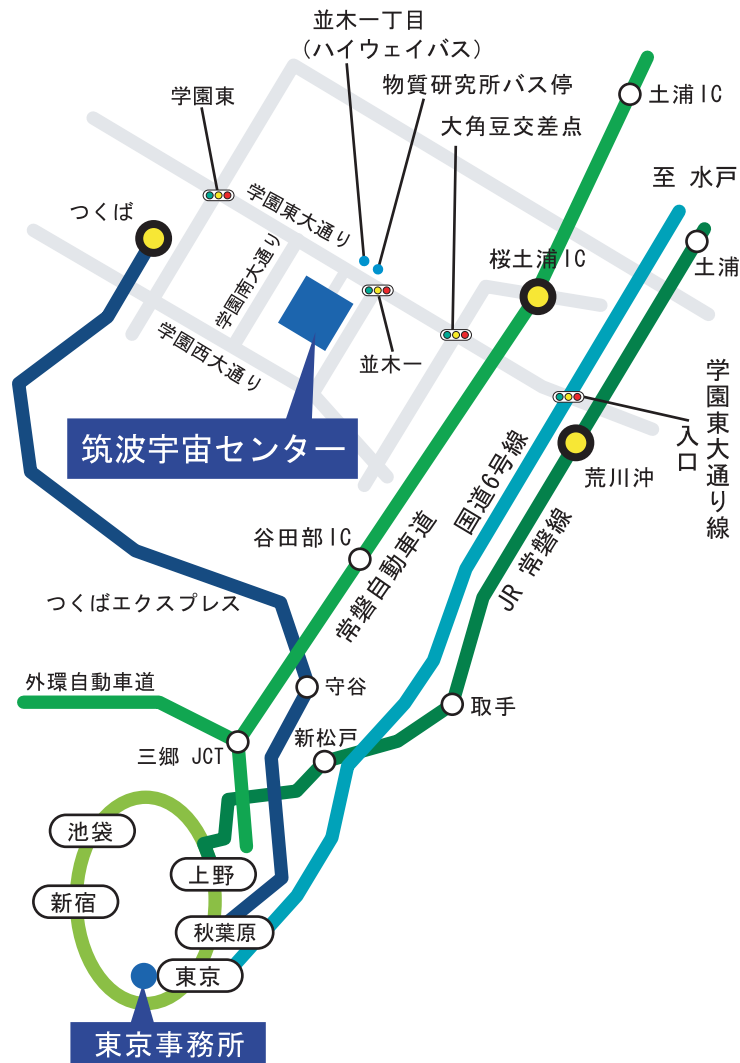 並木一丁目
（ハイウェイバス）
物質研究所バス停
学園東
大角豆交差点
土浦IC
至 水戸
つくば
学園東大通り
学園南大通り
桜土浦IC
土浦
学園西大通り
並木一
学園東大通り線
入口
筑波宇宙センター
荒川沖
国道6号線
谷田部IC
常磐自動車道
JR 常磐線
つくばエクスプレス
外環自動車道
守谷
取手
新松戸
三郷 JCT
池袋
上野
新宿
秋葉原
東京
東京事務所